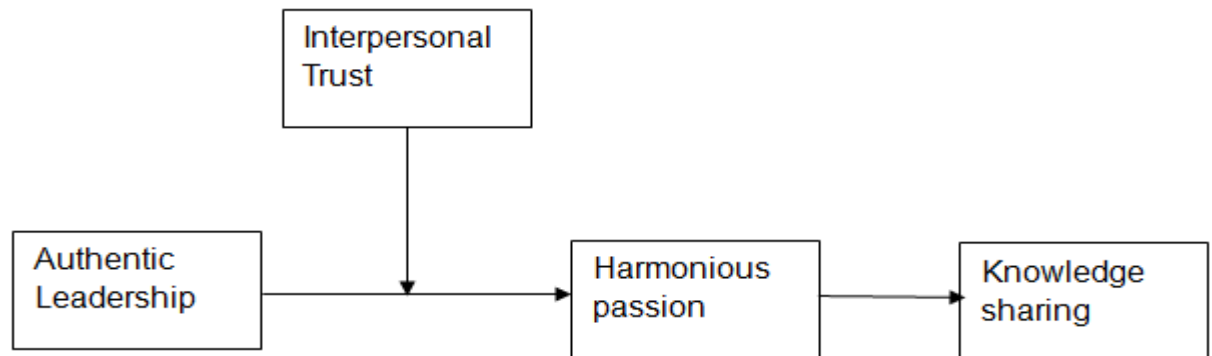 Interpersonal
Trust
Authentic
Leadership
Harmonious
passion
Knowledge
sharing